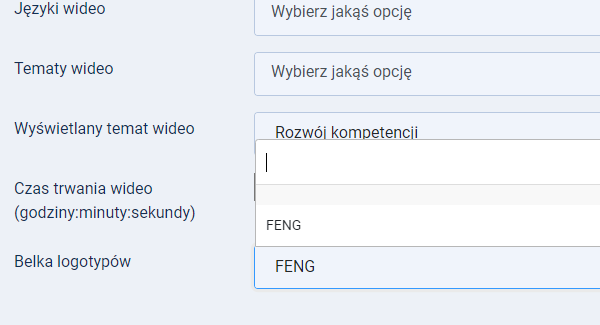 Języki wideo
Wybierz jakąś opcję
Tematy wideo
Wybierz jakąś opcję
Wyświetlany temat wideo
Rozwój kompetencji
Czas trwania wideo
(godziny:minuty:sekundy)
FENG
Belka logotypów
FENG